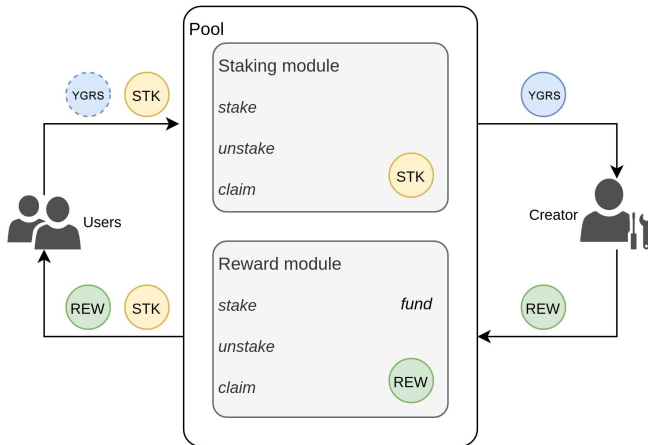 Pool
Staking module
YGRS STK
stake
YGRS
unstake
STK
claim
Users
Creator
Reward module
REW STK
stake
fund
REW
unstake
REW
claim